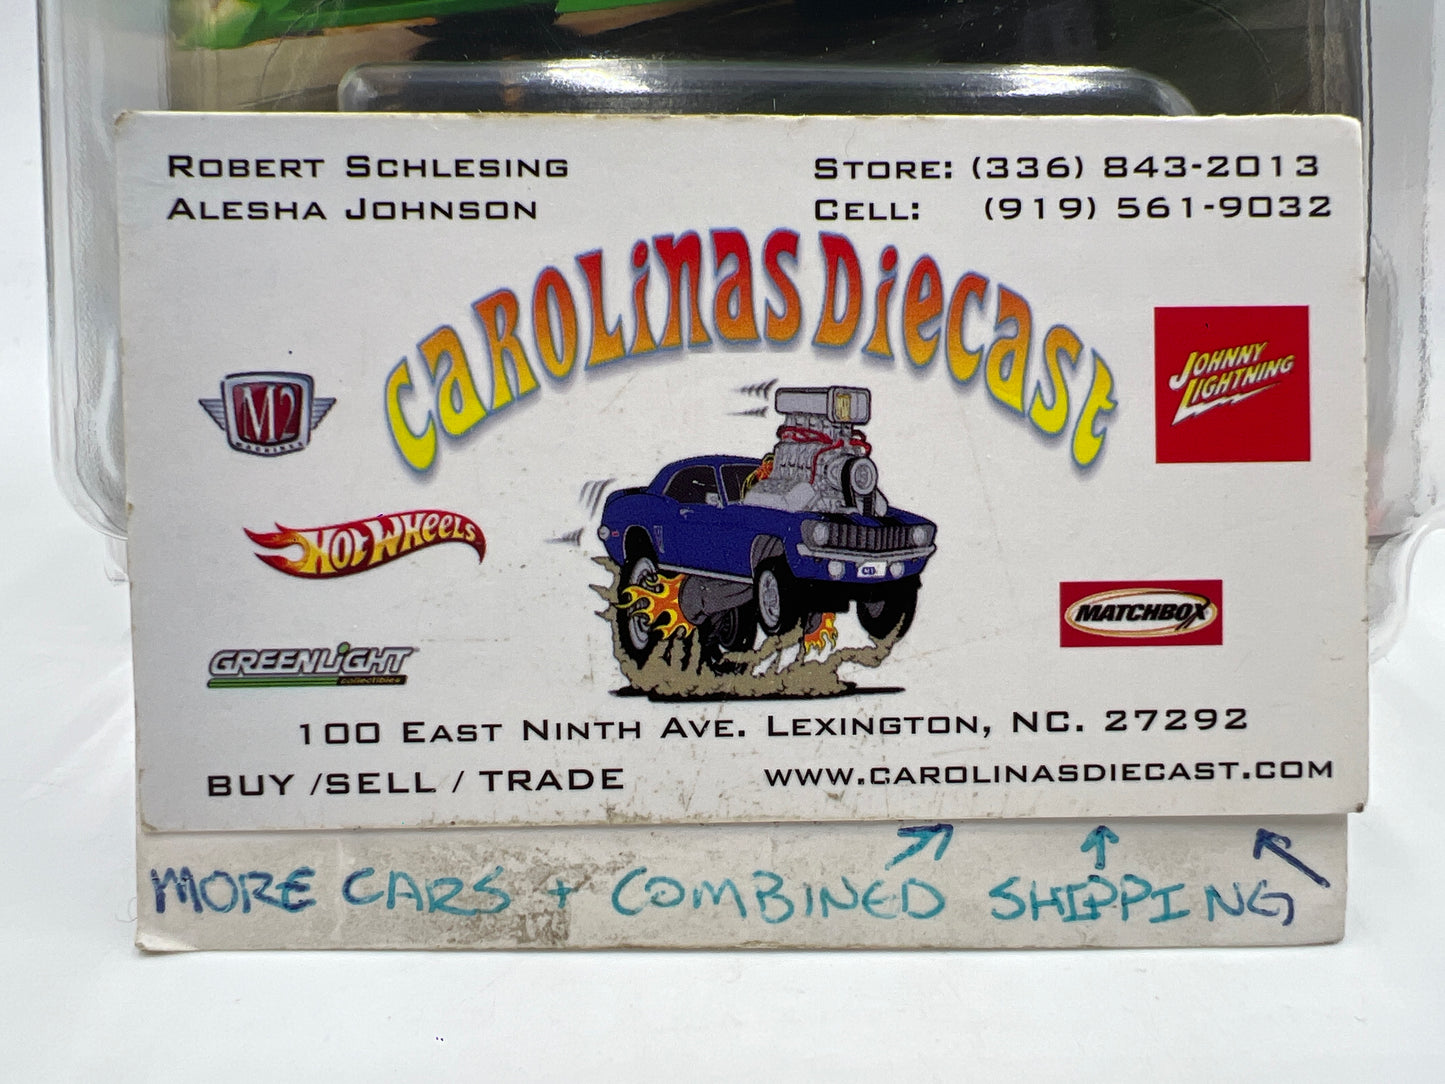 ROBERT SCHLESING
ALESHA JOHNSON
STORE: (336) 843-2013
CELL: (919) 561-9032
CAROLINAS DIECAST
M2
MACHINES
JOHNNY
LIGHTNING
HOT WHEELS
MATCHBOX
GREENLIGHT
collectibles
100 EAST NINTH AVE. LEXINGTON, NC. 27292
BUY /SELL / TRADE
WWW.CAROLINASDIECAST.COM
MORE CARS + COMBINED SHIPPING